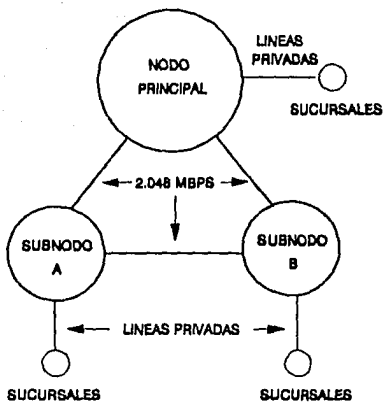 NODO
PRINCIPAL
LINEAS
PRIVADAS
SUCURSALES
2.048 MBPS
SUBNODO
A
SUBNODO
B
LINEAS PRIVADAS
SUCURSALES
SUCURSALES